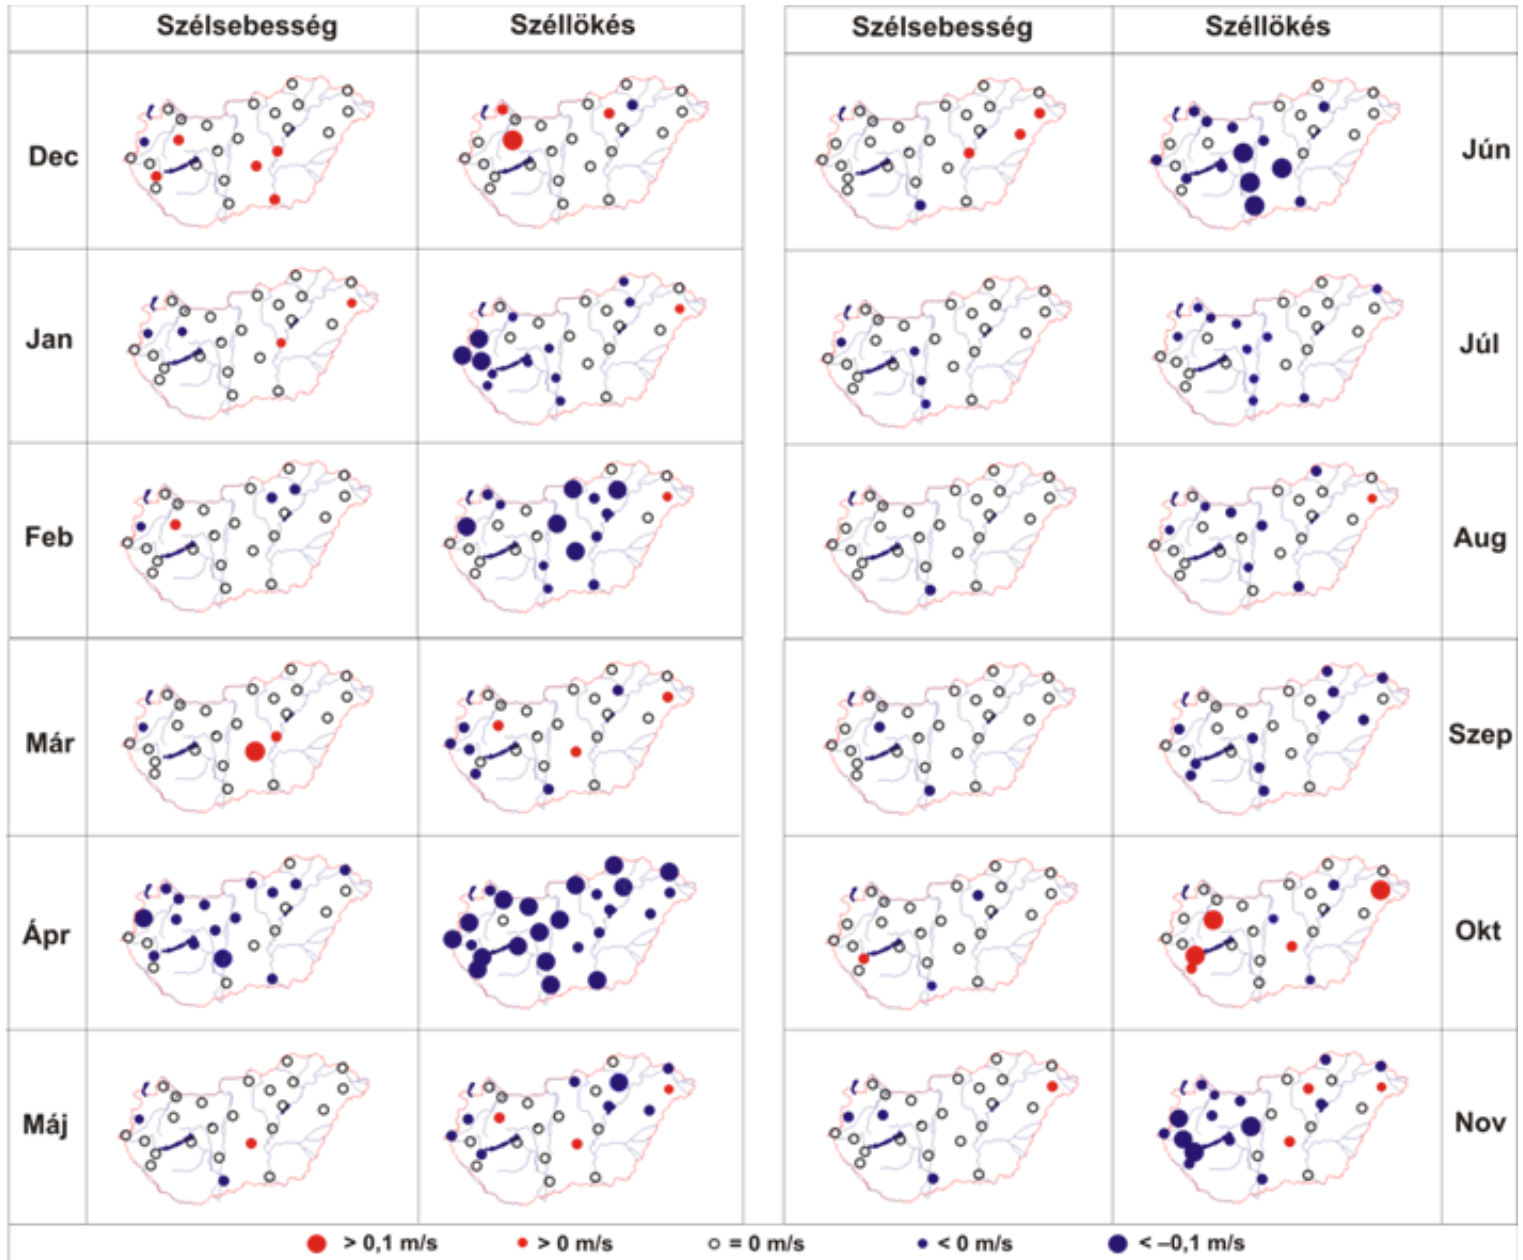 Szélsebesség Széllökés Szélsebesség Széllökés
Dec Jún
Jan Júl
Feb Aug
Már Szep
Ápr Okt
Máj Nov
> 0,1 m/s > 0 m/s = 0 m/s < 0 m/s < –0,1 m/s